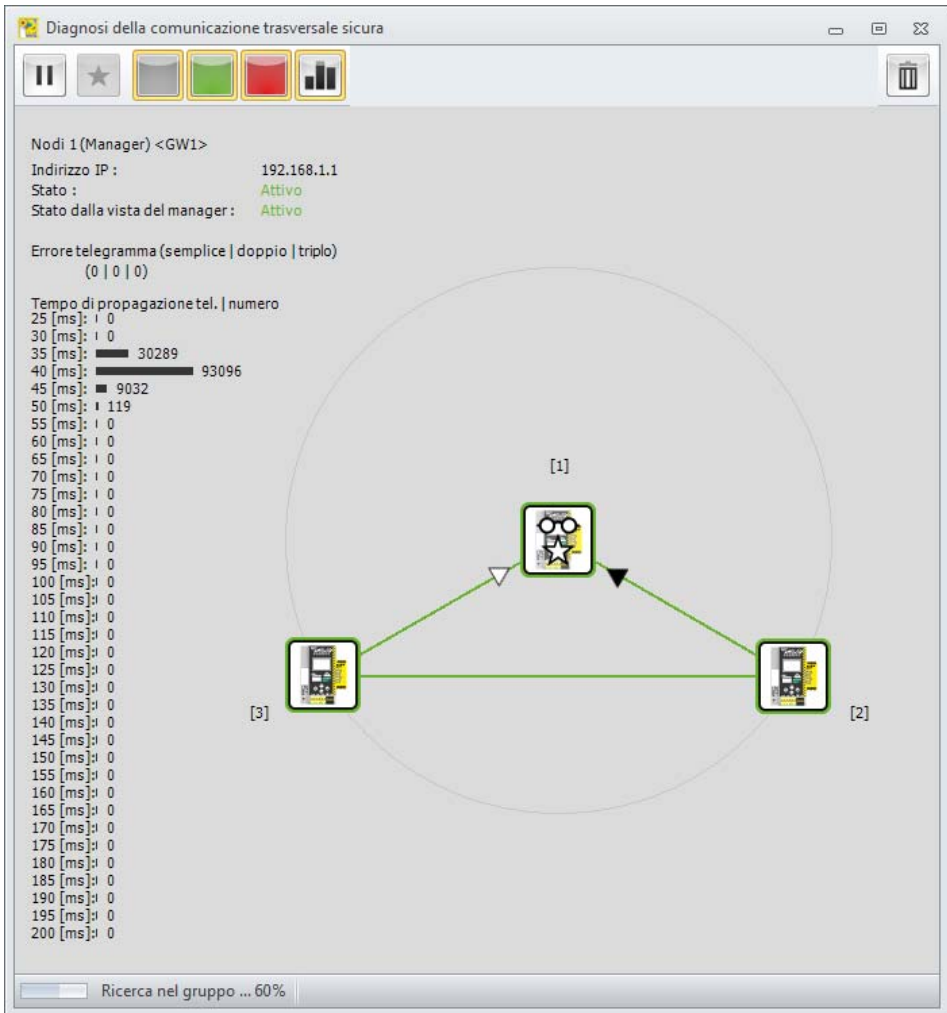 Diagnosi della comunicazione trasversale sicura
Nodi 1 (Manager) <GW1>
Indirizzo IP : 192.168.1.1
Stato : Attivo
Stato dalla vista del manager : Attivo
Errore telegramma (semplice | doppio | triplo)
(0 | 0 | 0)
Tempo di propagazione tel. | numero
25 [ms]: 0
30 [ms]: 0
35 [ms]: 30289
40 [ms]: 93096
45 [ms]: 9032
50 [ms]: 119
55 [ms]: 0
60 [ms]: 0
65 [ms]: 0
70 [ms]: 0
75 [ms]: 0
80 [ms]: 0
85 [ms]: 0
90 [ms]: 0
95 [ms]: 0
100 [ms]: 0
105 [ms]: 0
110 [ms]: 0
115 [ms]: 0
120 [ms]: 0
125 [ms]: 0
130 [ms]: 0
135 [ms]: 0
140 [ms]: 0
145 [ms]: 0
150 [ms]: 0
155 [ms]: 0
160 [ms]: 0
165 [ms]: 0
170 [ms]: 0
175 [ms]: 0
180 [ms]: 0
185 [ms]: 0
190 [ms]: 0
195 [ms]: 0
200 [ms]: 0
[1]
[3]
[2]
Ricerca nel gruppo ... 60%